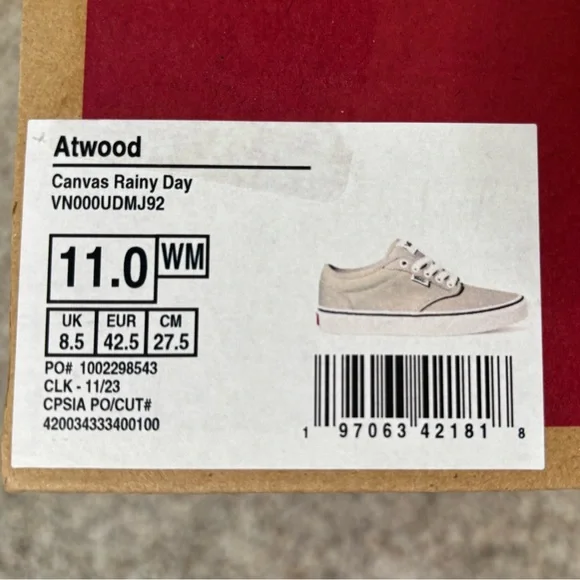 Atwood
Canvas Rainy Day
VN000UDMJ92
11.0 WM
UK EUR CM
8.5 42.5 27.5
PO# 1002298543
CLK - 11/23
CPSIA PO/CUT#
420034333400100
1 97063 42181 8